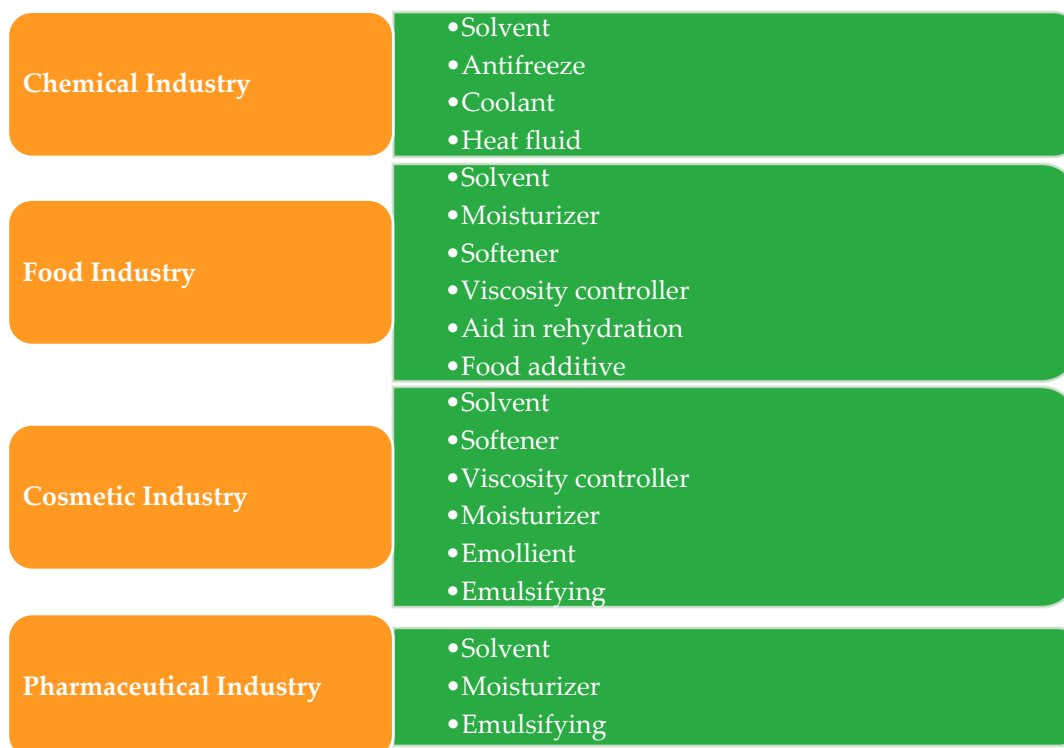 Chemical Industry
•Solvent
•Antifreeze
•Coolant
•Heat fluid
Food Industry
•Solvent
•Moisturizer
•Softener
•Viscosity controller
•Aid in rehydration
•Food additive
Cosmetic Industry
•Solvent
•Softener
•Viscosity controller
•Moisturizer
•Emollient
•Emulsifying
Pharmaceutical Industry
•Solvent
•Moisturizer
•Emulsifying